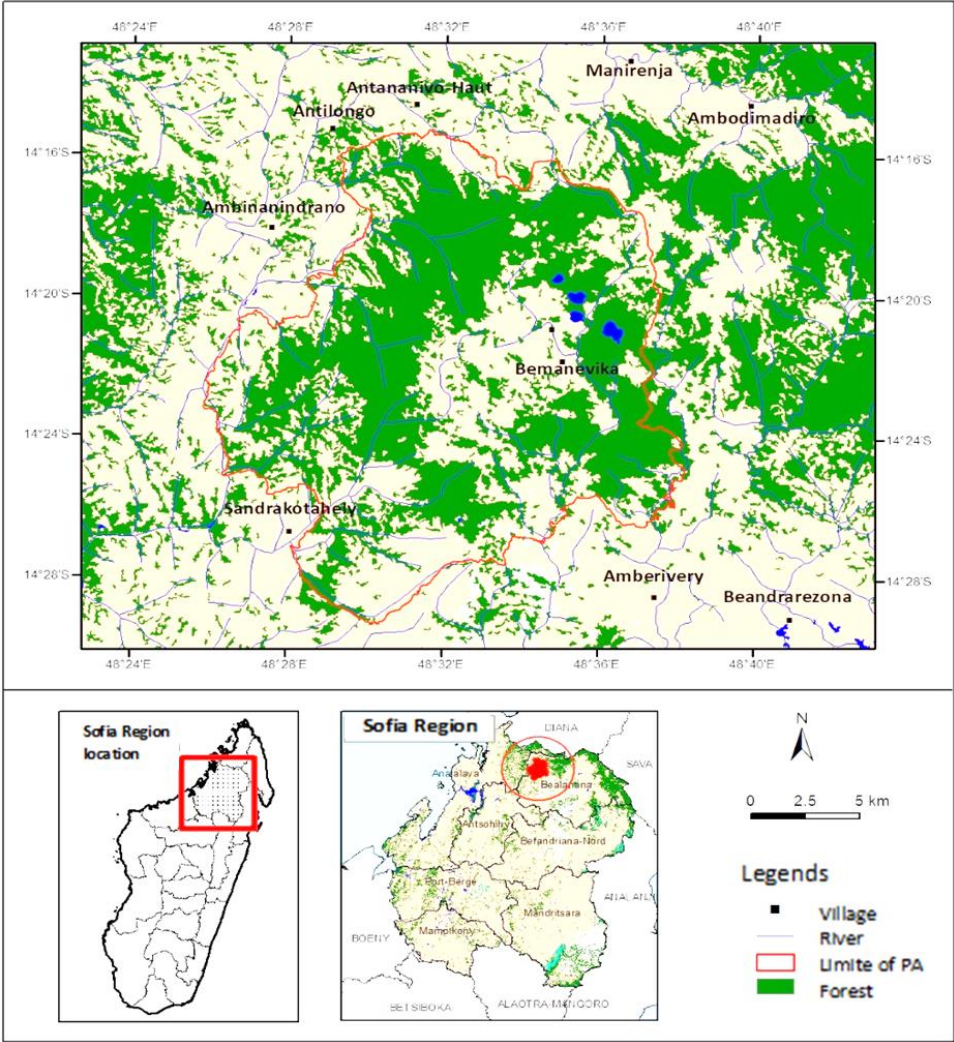 48°24'E 48°28'E 48°32'E 48°36'E 48°40'E
Manirenja
Antananivo-Haut
Antilongo
Ambodimadiro
14°16'S 14°16'S
Ambinanindrano
14°20'S 14°20'S
Bemanevika
14°24'S 14°24'S
Sandrakotahely
14°28'S 14°28'S
Amberivery
Beandrarezona
48°24'E 48°28'E 48°32'E 48°36'E 48°40'E
Sofia Region
location
Sofia Region
DIANA
SAVA
Analalava
Bealanana
Antsohihy
Befandriana-Nord
Port-Berge
Mandritsara
ANALANJ
Mampikony
BOENY
BETSIBOKA
ALAOTRA-MANGORO
N
0 2.5 5 km
Legends
Village
River
Limite of PA
Forest